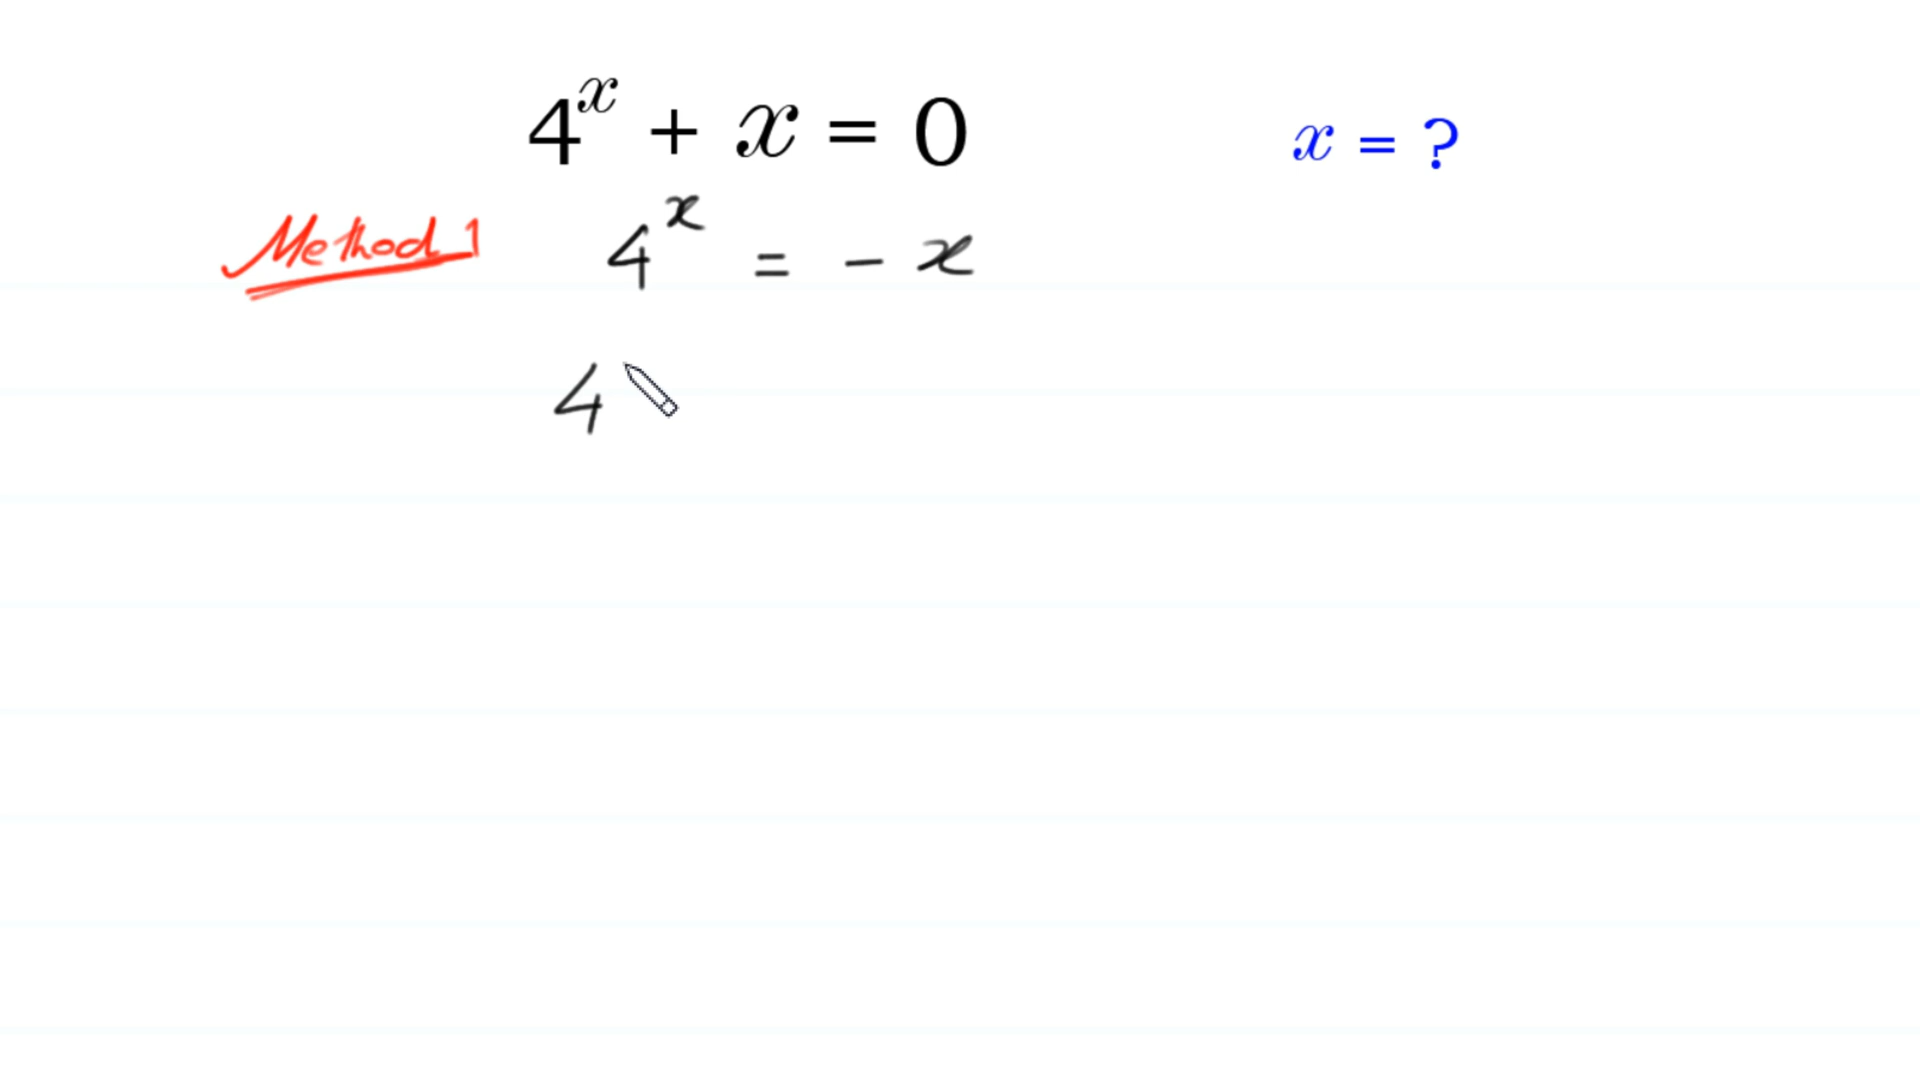 4^x + x = 0
x = ?
Method 1
4^x = - x
4